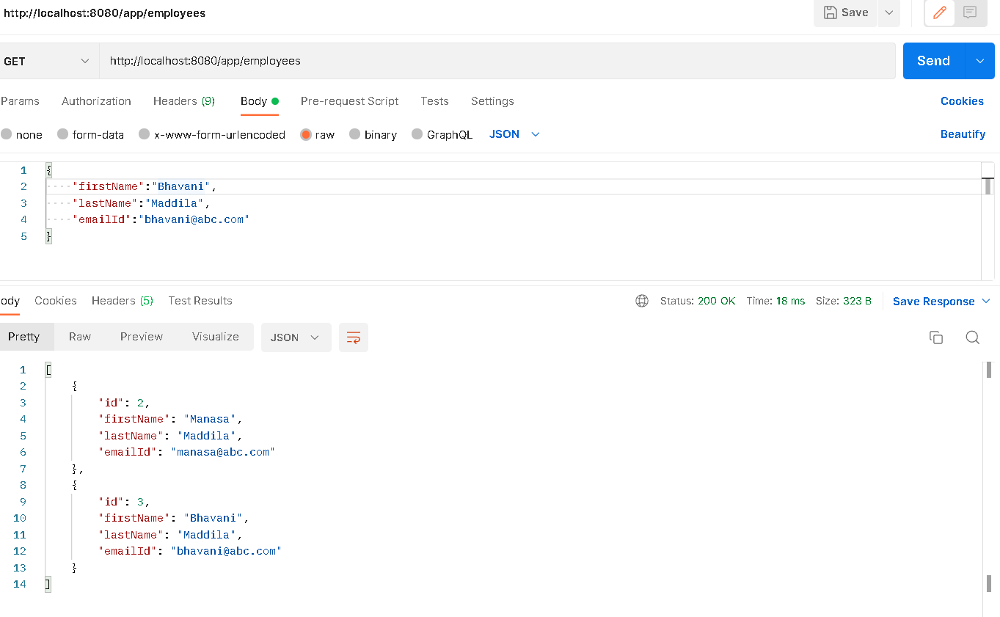 http://localhost:8080/app/employees Save
GET http://localhost:8080/app/employees Send
Params Authorization Headers (9) Body Pre-request Script Tests Settings Cookies
none form-data x-www-form-urlencoded raw binary GraphQL JSON Beautify
1 {
2 "firstName":"Bhavani",
3 "lastName":"Maddila",
4 "emailId":"bhavani@abc.com"
5 }
ody Cookies Headers (5) Test Results Status: 200 OK Time: 18 ms Size: 323 B Save Response
Pretty Raw Preview Visualize JSON
1 [
2 {
3 "id": 2,
4 "firstName": "Manasa",
5 "lastName": "Maddila",
6 "emailId": "manasa@abc.com"
7 },
8 {
9 "id": 3,
10 "firstName": "Bhavani",
11 "lastName": "Maddila",
12 "emailId": "bhavani@abc.com"
13 }
14 ]